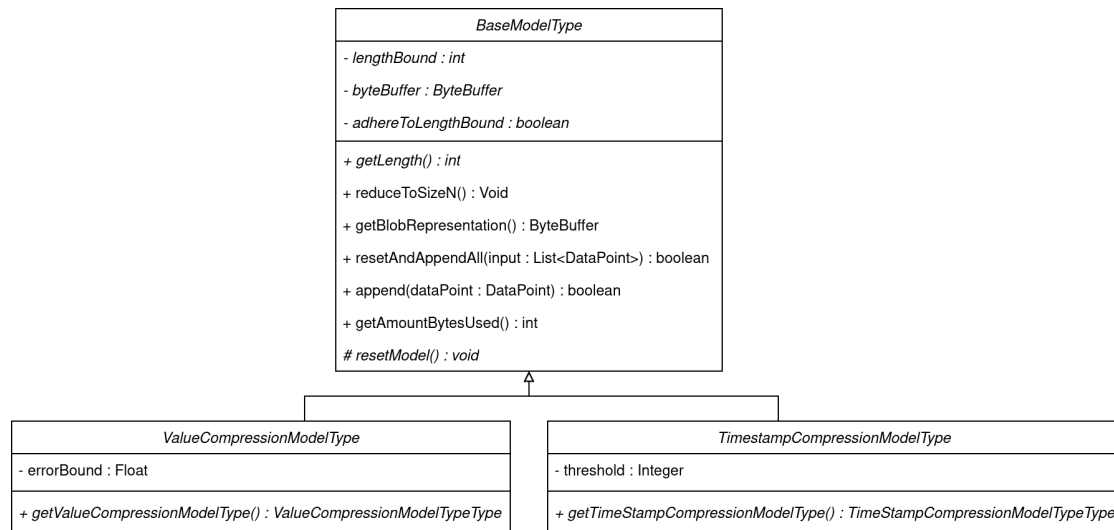 BaseModelType
- lengthBound : int
- byteBuffer : ByteBuffer
- adhereToLengthBound : boolean
+ getLength() : int
+ reduceToSizeN() : Void
+ getBlobRepresentation() : ByteBuffer
+ resetAndAppendAll(input : List<DataPoint>) : boolean
+ append(dataPoint : DataPoint) : boolean
+ getAmountBytesUsed() : int
# resetModel() : void
ValueCompressionModelType
- errorBound : Float
+ getValueCompressionModelType() : ValueCompressionModelTypeType
TimestampCompressionModelType
- threshold : Integer
+ getTimeStampCompressionModelType() : TimeStampCompressionModelTypeType